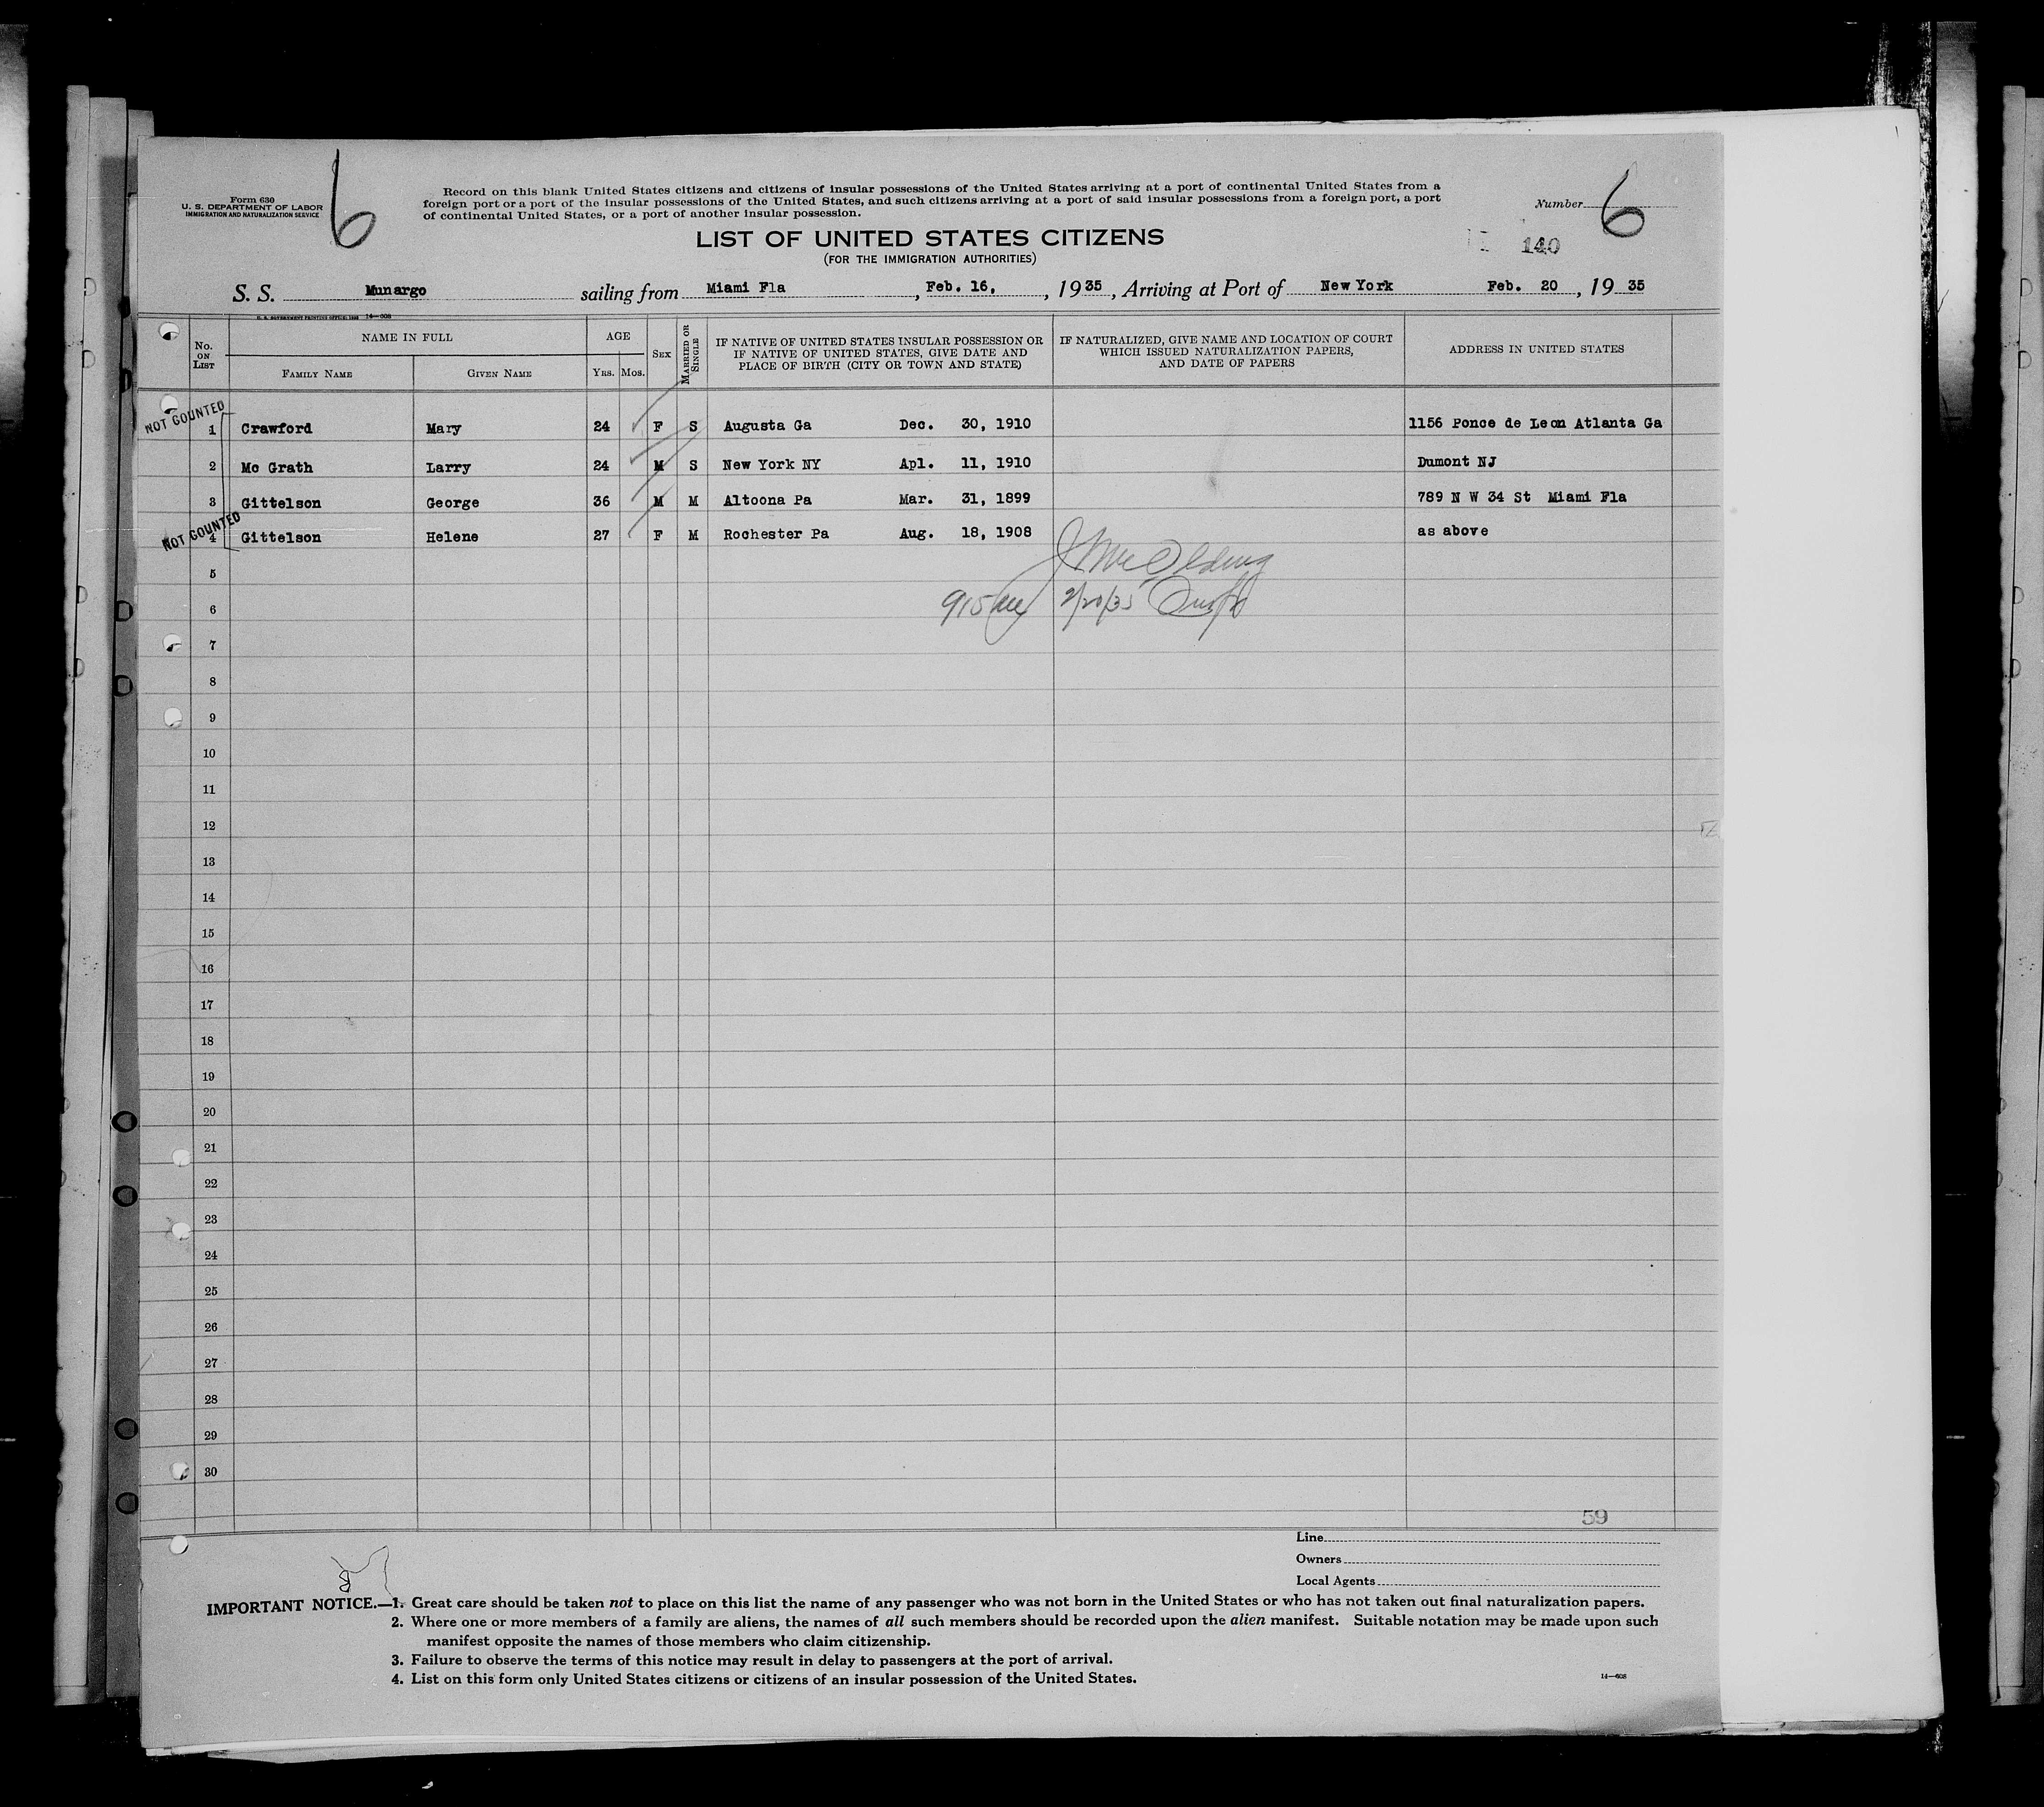 Form 630
U. S. DEPARTMENT OF LABOR
IMMIGRATION AND NATURALIZATION SERVICE
6
Record on this blank United States citizens and citizens of insular possessions of the United States arriving at a port of continental United States from a
foreign port or a port of the insular possessions of the United States, and such citizens arriving at a port of said insular possessions from a foreign port, a port
of continental United States, or a port of another insular possession.
Number 6
LIST OF UNITED STATES CITIZENS
140
(FOR THE IMMIGRATION AUTHORITIES)
S. S. Munargo sailing from Miami Fla, Feb. 16, , 1935, Arriving at Port of New York Feb. 20, 1935
U. S. GOVERNMENT PRINTING OFFICE: 14—608
No. ON LIST NAME IN FULL AGE SEX MARRIED OR SINGLE IF NATIVE OF UNITED STATES INSULAR POSSESSION OR IF NATIVE OF UNITED STATES, GIVE DATE AND PLACE OF BIRTH (CITY OR TOWN AND STATE) IF NATURALIZED, GIVE NAME AND LOCATION OF COURT WHICH ISSUED NATURALIZATION PAPERS, AND DATE OF PAPERS ADDRESS IN UNITED STATES
FAMILY NAME GIVEN NAME YRS. MOS.
NOT COUNTED
1 Crawford Mary 24 F S Augusta Ga Dec. 30, 1910 1156 Ponce de Leon Atlanta Ga
2 Mc Grath Larry 24 M S New York NY Apl. 11, 1910 Dumont NJ
3 Gittelson George 36 M M Altoona Pa Mar. 31, 1899 789 N W 34 St Miami Fla
NOT COUNTED
4 Gittelson Helene 27 F M Rochester Pa Aug. 18, 1908 as above
5
6 915 2/20/35
7
8
9
10
11
12
13
14
15
16
17
18
19
20
21
22
23
24
25
26
27
28
29
30
59
Line
Owners
Local Agents
IMPORTANT NOTICE.—1. Great care should be taken not to place on this list the name of any passenger who was not born in the United States or who has not taken out final naturalization papers.
2. Where one or more members of a family are aliens, the names of all such members should be recorded upon the alien manifest. Suitable notation may be made upon such
manifest opposite the names of those members who claim citizenship.
3. Failure to observe the terms of this notice may result in delay to passengers at the port of arrival.
4. List on this form only United States citizens or citizens of an insular possession of the United States.
14—608